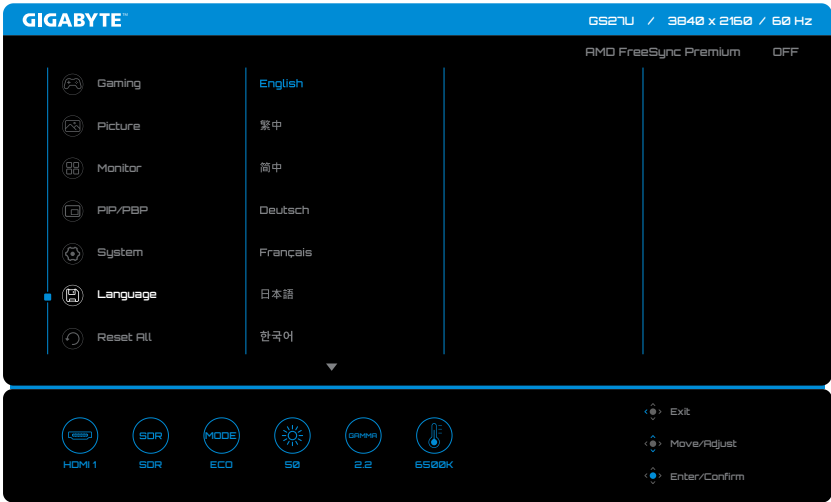 GIGABYTE™
GS27U / 3840 x 2160 / 60 Hz
AMD FreeSync Premium OFF
Gaming
Picture
Monitor
PIP/PBP
System
Language
Reset All
English
繁中
简中
Deutsch
Français
日本語
한국어
SDR
MODE
GAMMA
HDMI 1
SDR
ECO
50
2.2
6500K
Exit
Move/Adjust
Enter/Confirm